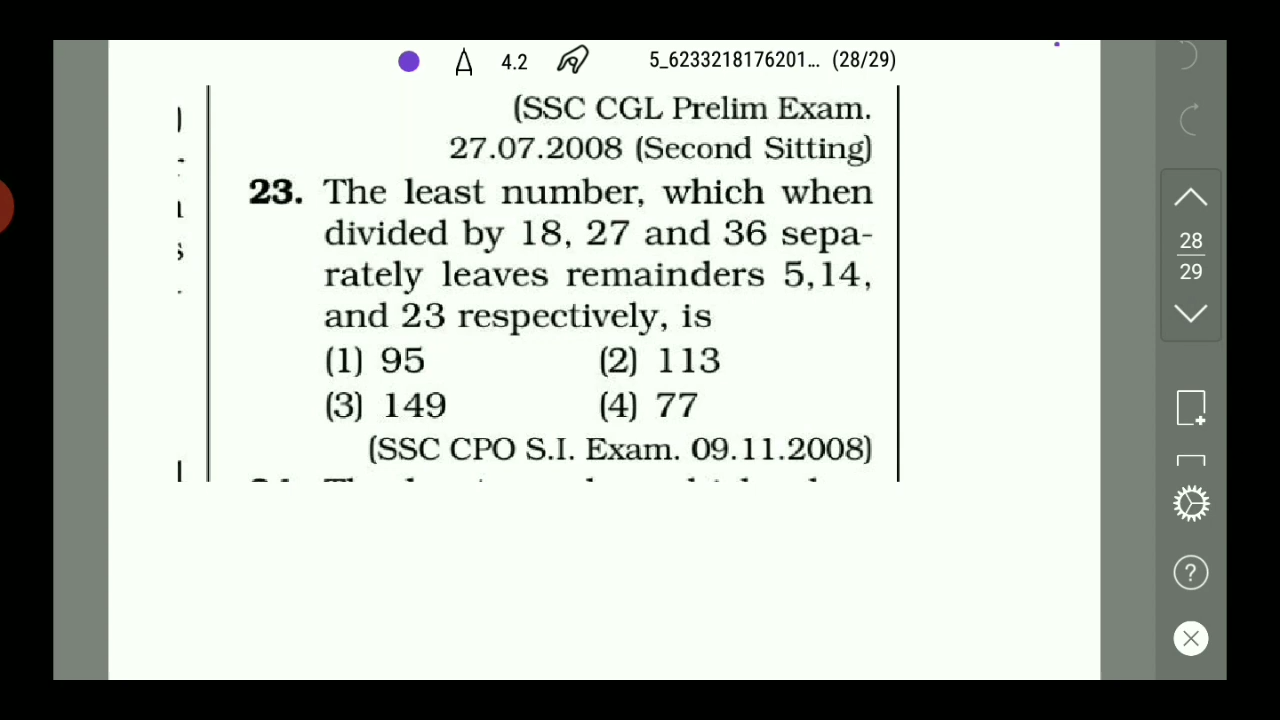 4.2 5_6233218176201... (28/29)
(SSC CGL Prelim Exam.
27.07.2008 (Second Sitting)
23. The least number, which when
divided by 18, 27 and 36 sepa-
rately leaves remainders 5,14,
and 23 respectively, is
(1) 95 (2) 113
(3) 149 (4) 77
(SSC CPO S.I. Exam. 09.11.2008)
28
29
?